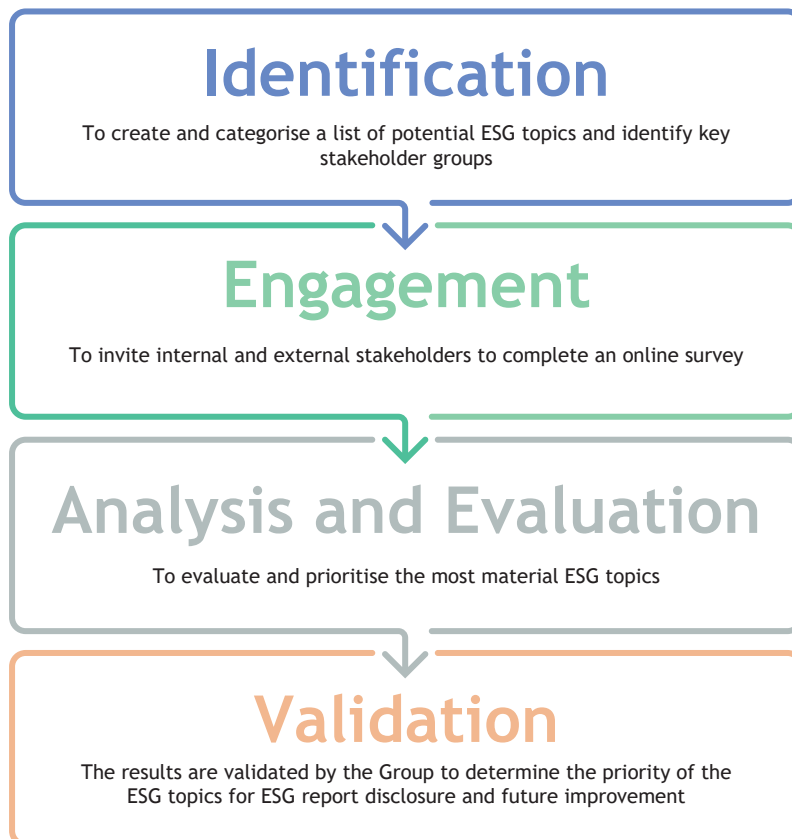 Identification
To create and categorise a list of potential ESG topics and identify key
stakeholder groups
Engagement
To invite internal and external stakeholders to complete an online survey
Analysis and Evaluation
To evaluate and prioritise the most material ESG topics
Validation
The results are validated by the Group to determine the priority of the
ESG topics for ESG report disclosure and future improvement